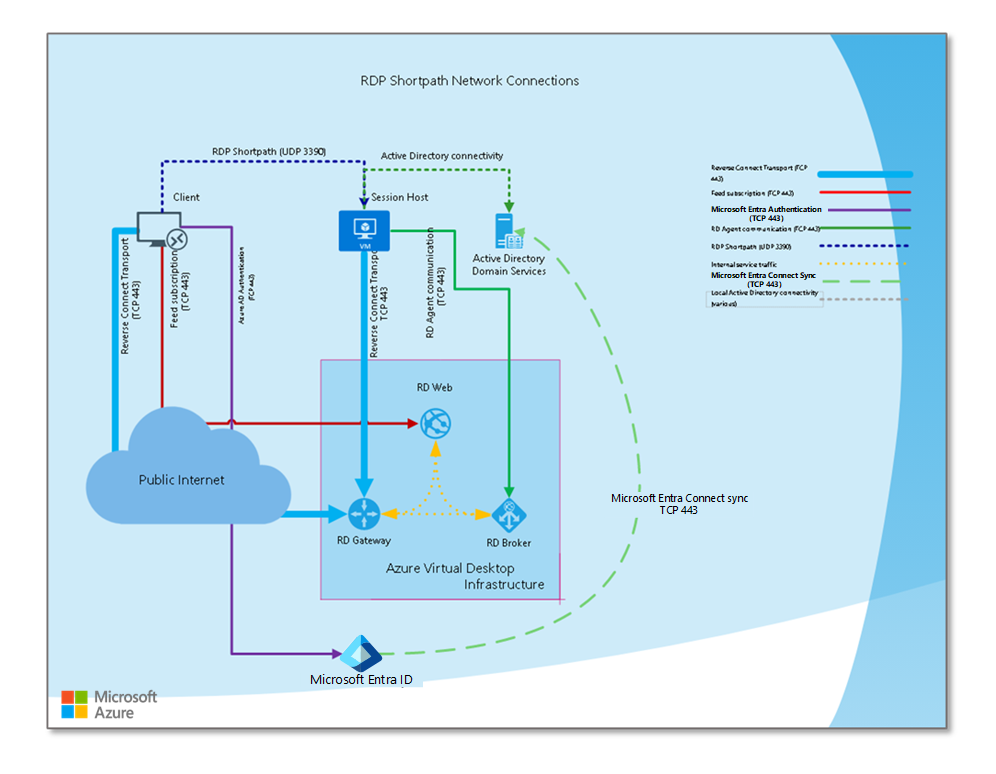 RDP Shortpath Network Connections
RDP Shortpath (UDP 3390)
Active Directory connectivity
Client
Session Host
VM
Active Directory
Domain Services
Reverse Connect Transport
(TCP 443)
Feed subscription
(TCP 443)
Azure AD Authentication
(TCP 443)
Reverse Connect Transpo
TCP 443)
RD Agent communication
(TCP 443)
Reverse Connect Transport (TCP
443)
Feed subscription (TCP 443)
Microsoft Entra Authentication
(TCP 443)
RD Agent communication (TCP 443)
RDP Shortpath (UDP 3390)
Internal service traffic
Microsoft Entra Connect Sync
(TCP 443)
Local Active Directory connectivity
(various)
RD Web
Public Internet
RD Gateway
RD Broker
Azure Virtual Desktop
Infrastructure
Microsoft Entra Connect sync
TCP 443
Microsoft Entra ID
Microsoft
Azure